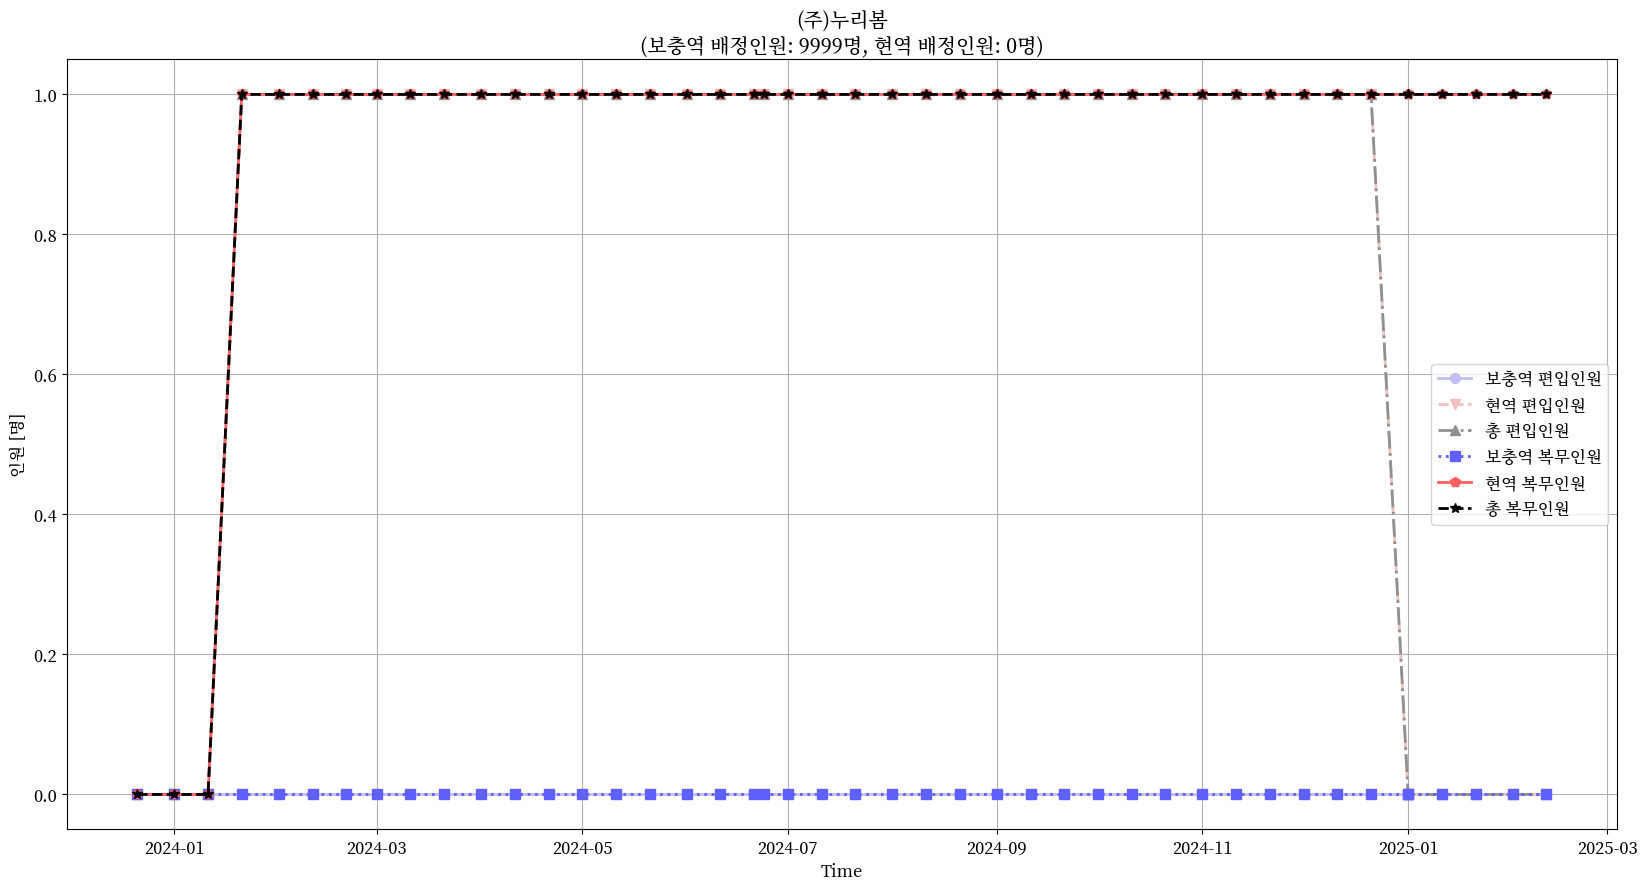 (주)누리봄
(보충역 배정인원: 9999명, 현역 배정인원: 0명)
인원 [명]
1.0
0.8
0.6
0.4
0.2
0.0
보충역 편입인원
현역 편입인원
총 편입인원
보충역 복무인원
현역 복무인원
총 복무인원
2024-01
2024-03
2024-05
2024-07
2024-09
2024-11
2025-01
2025-03
Time